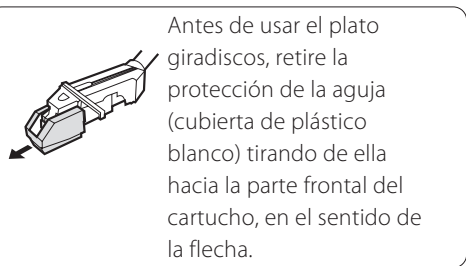 Antes de usar el plato
giradiscos, retire la
protección de la aguja
(cubierta de plástico
blanco) tirando de ella
hacia la parte frontal del
cartucho, en el sentido de
la flecha.